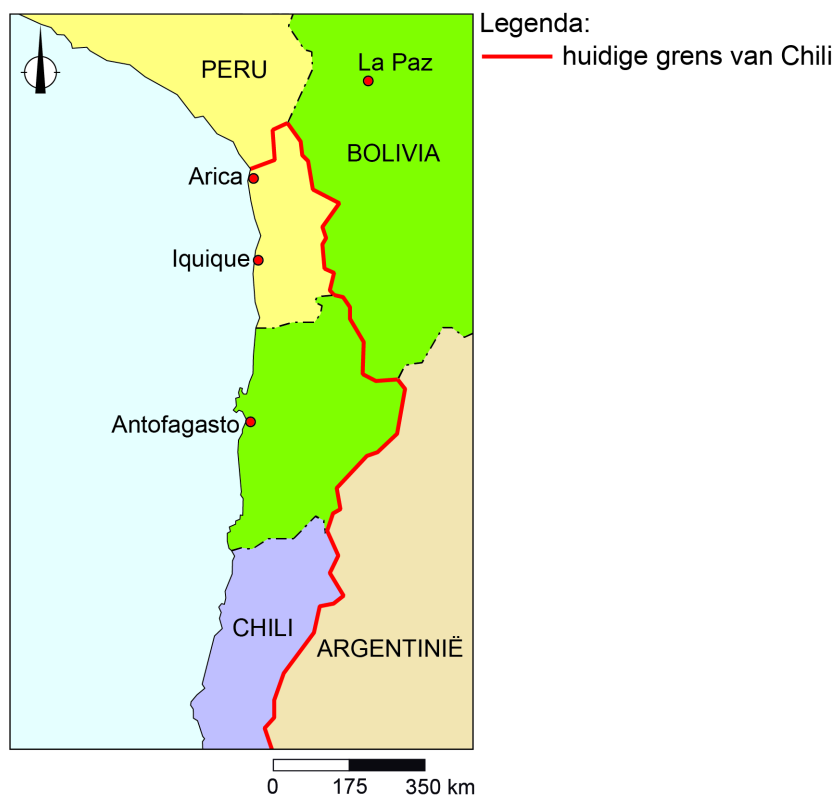 Legenda:
huidige grens van Chili
PERU
La Paz
BOLIVIA
Arica
Iquique
Antofagasto
CHILI
ARGENTINIË
0 175 350 km